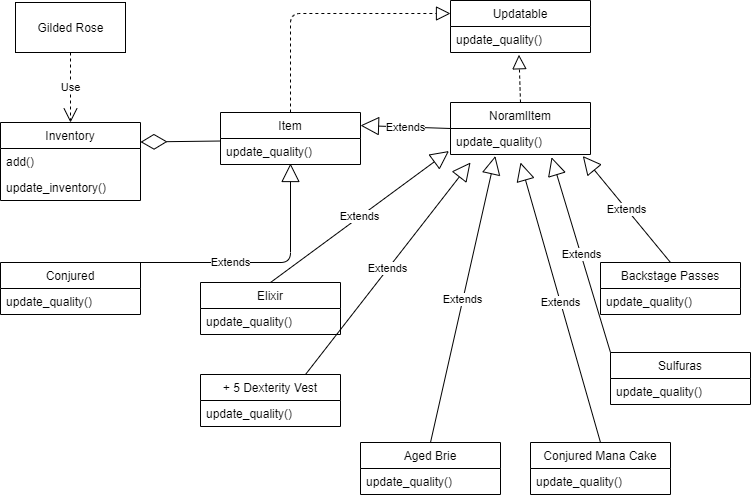 Gilded Rose
Updatable
update_quality()
Use
Inventory
add()
update_inventory()
Item
update_quality()
Extends
NoramlItem
update_quality()
Extends
Conjured
update_quality()
Extends
Elixir
update_quality()
Extends
+ 5 Dexterity Vest
update_quality()
Extends
Aged Brie
update_quality()
Extends
Conjured Mana Cake
update_quality()
Extends
Sulfuras
update_quality()
Extends
Backstage Passes
update_quality()
Extends